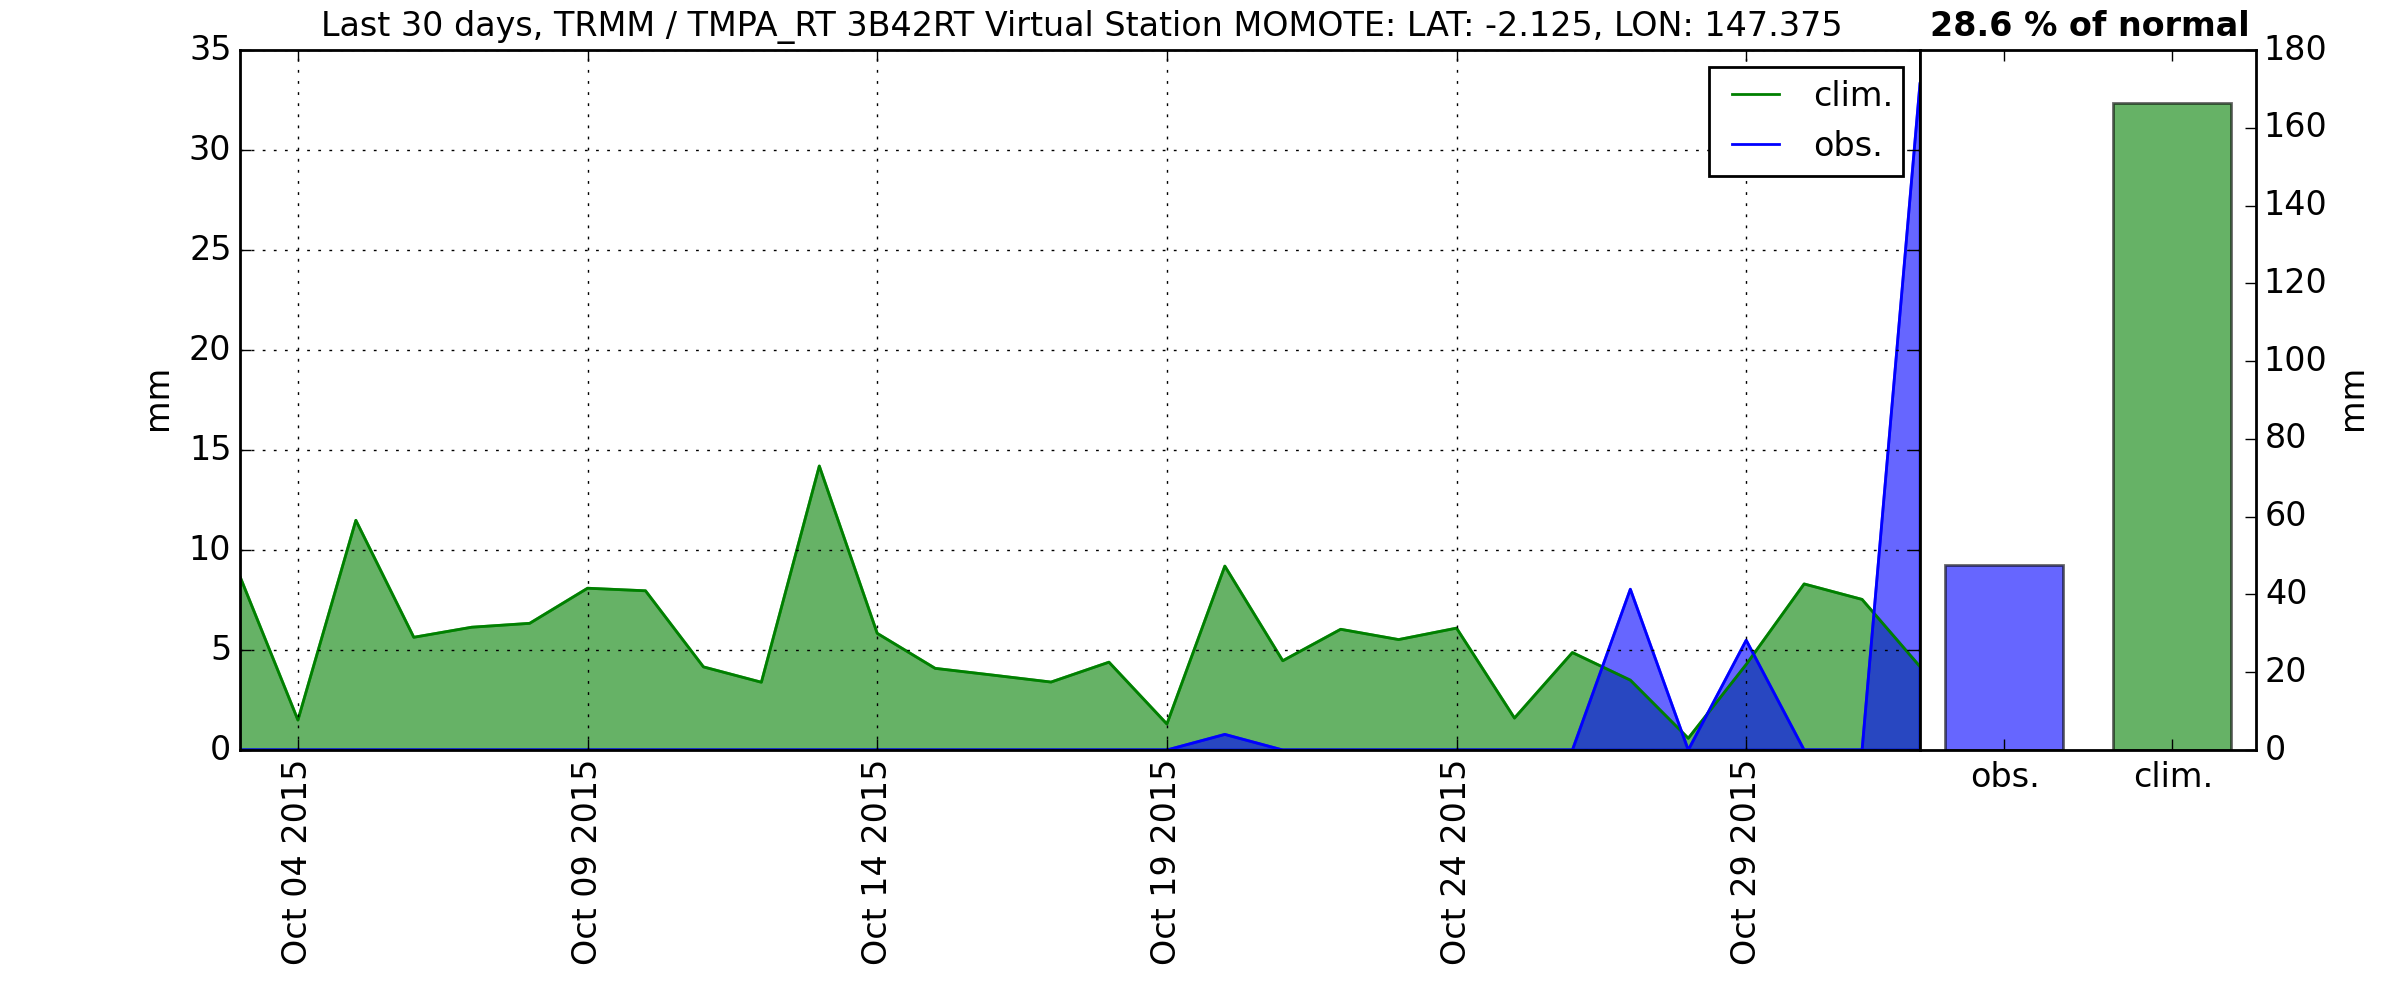 Last 30 days, TRMM / TMPA_RT 3B42RT Virtual Station MOMOTE: LAT: -2.125, LON: 147.375
28.6 % of normal
35
30
25
20
15
10
5
0
mm
clim.
obs.
Oct 04 2015
Oct 09 2015
Oct 14 2015
Oct 19 2015
Oct 24 2015
Oct 29 2015
obs.
clim.
180
160
140
120
100
80
60
40
20
0
mm